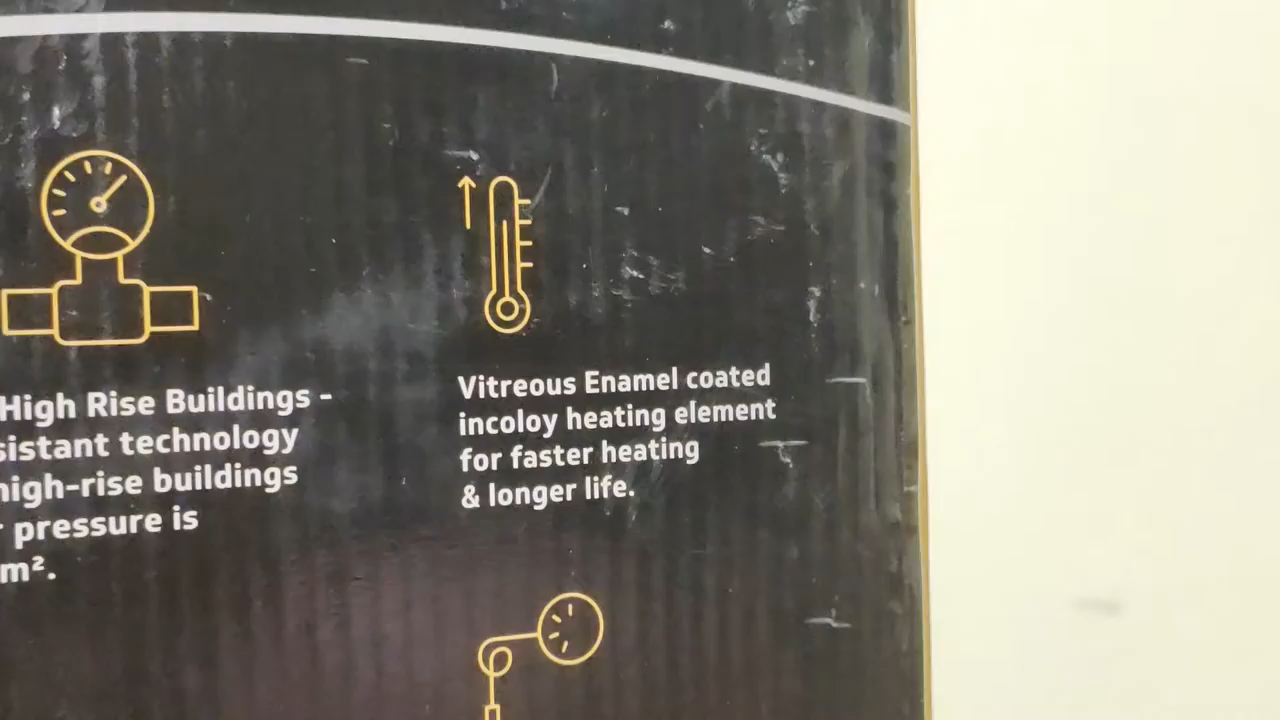 High Rise Buildings -
technology
high-rise buildings
pressure is
m².
Vitreous Enamel coated
incoloy heating element
for faster heating
& longer life.